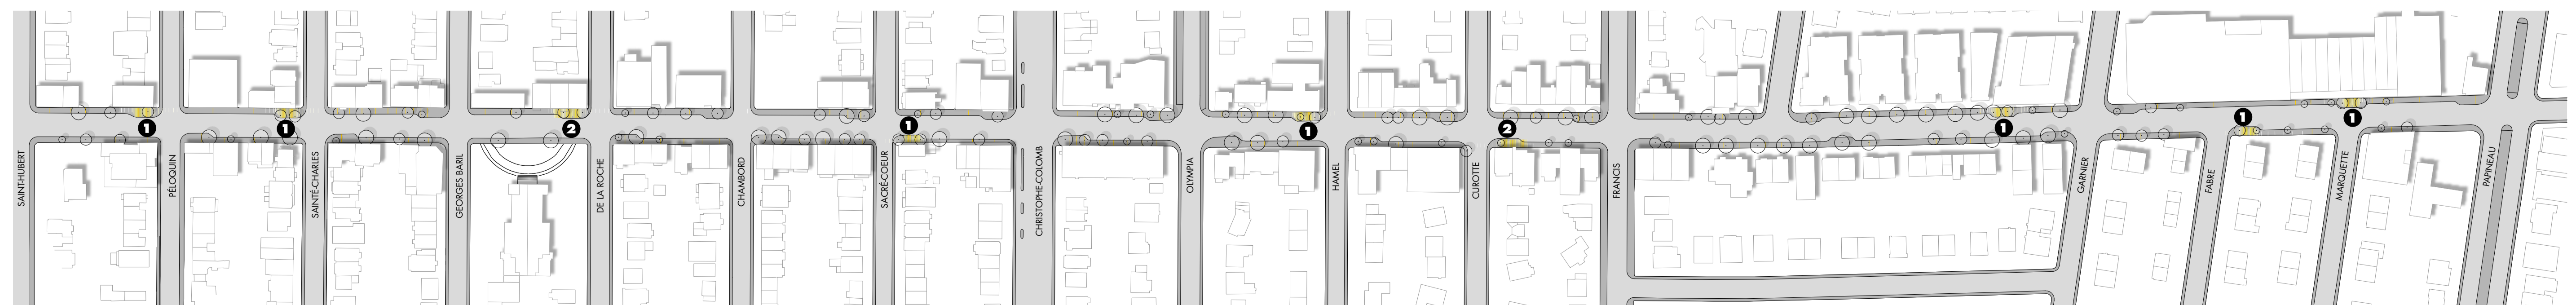 1
1
2
1
1
2
1
1
1
SAINT-HUBERT
PÉLOQUIN
SAINTE-CHARLES
GEORGES BARIL
DE LA ROCHE
CHAMBORD
SACRÉ-COEUR
CHRISTOPHE-COLOMB
OLYMPIA
HAMEL
CUROTTE
FRANCIS
GARNIER
FABRE
MARQUETTE
PAPINEAU